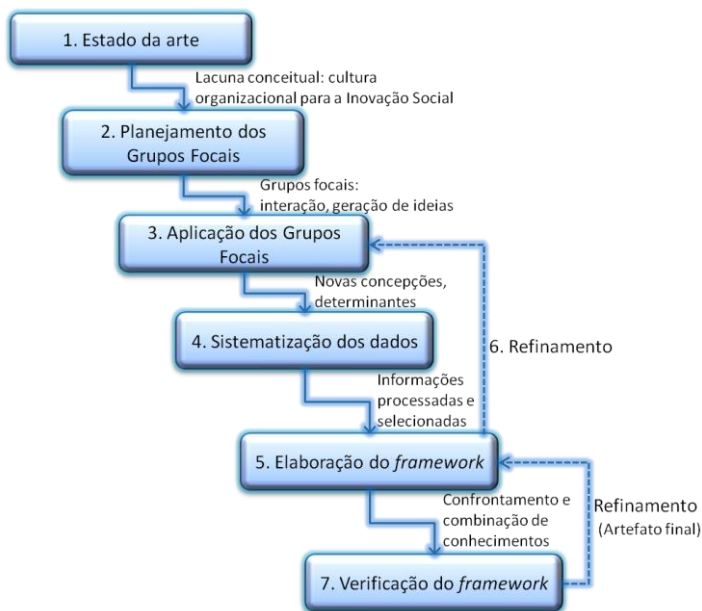 1. Estado da arte
Lacuna conceitual: cultura
organizacional para a Inovação Social
2. Planejamento dos
Grupos Focais
Grupos focais:
interação, geração de ideias
3. Aplicação dos Grupos
Focais
Novas concepções,
determinantes
4. Sistematização dos dados
6. Refinamento
Informações
processadas e
selecionadas
5. Elaboração do framework
Confrontamento e
combinação de
conhecimentos
Refinamento
(Artefato final)
7. Verificação do framework